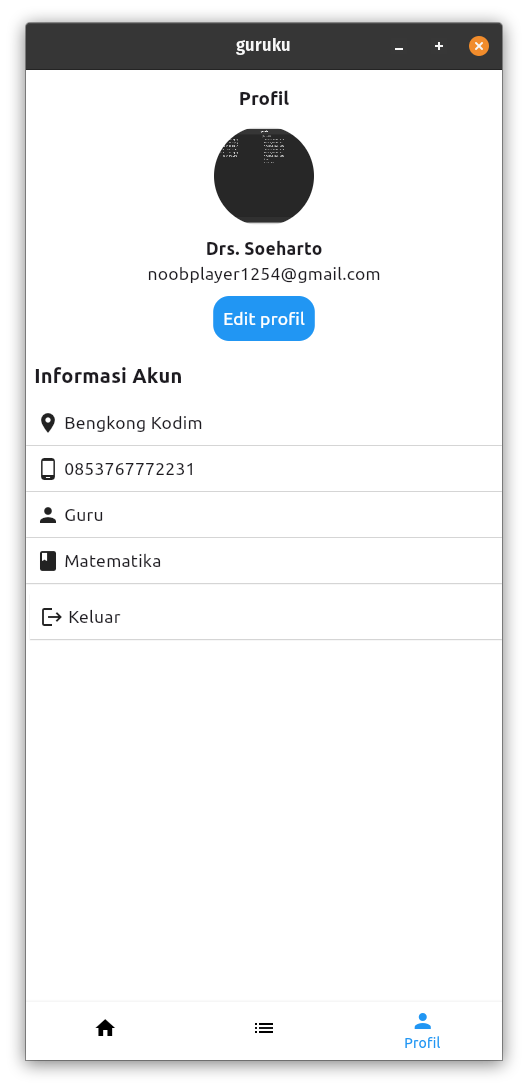 guruku
Profil
Drs. Soeharto
noobplayer1254@gmail.com
Edit profil
Informasi Akun
Bengkong Kodim
0853767772231
Guru
Matematika
Keluar
Profil